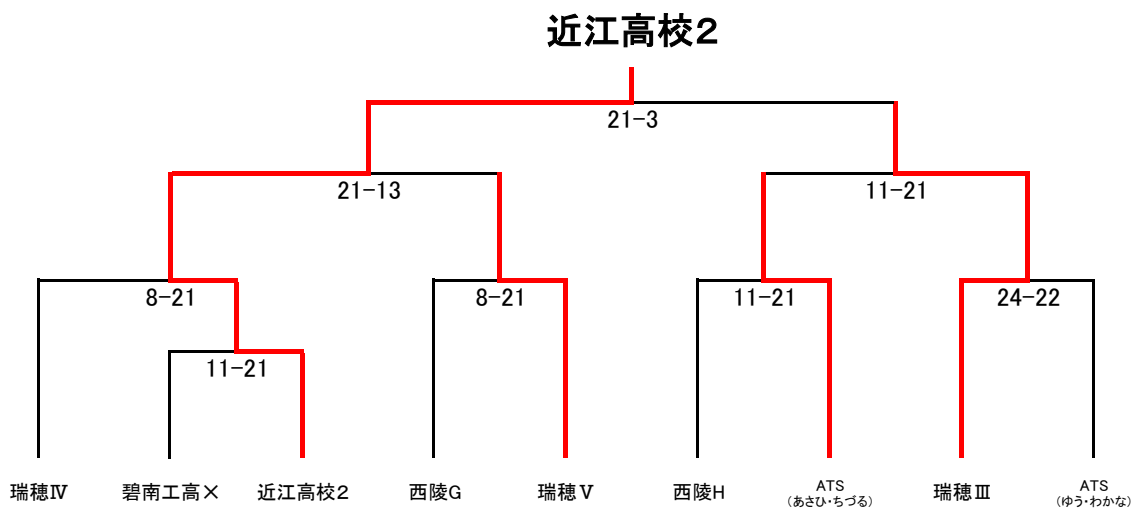 近江高校2
21-3
21-13
11-21
8-21
8-21
11-21
24-22
11-21
瑞穂Ⅳ
碧南工高×
近江高校2
西陵G
瑞穂Ⅴ
西陵H
ATS
(あさひ・ちづる)
瑞穂Ⅲ
ATS
(ゆう・わかな)